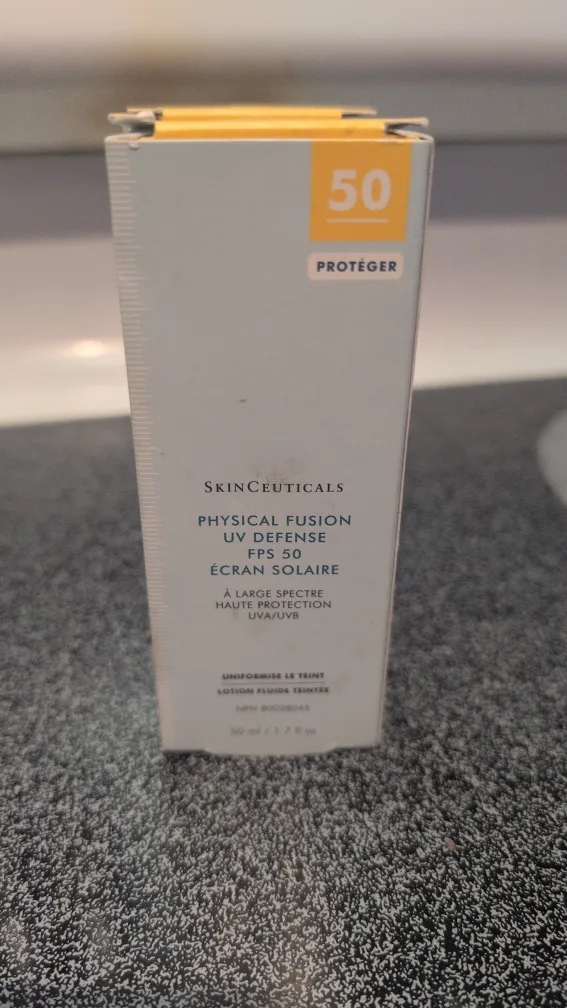 50
PROTÉGER
SKINCEUTICALS
PHYSICAL FUSION
UV DEFENSE
FPS 50
ÉCRAN SOLAIRE
À LARGE SPECTRE
HAUTE PROTECTION
UVA/UVB
UNIFORMISE LE TEINT
LOTION FLUIDE TEINTÉE
NPN
50 ml / 1.7 fl oz